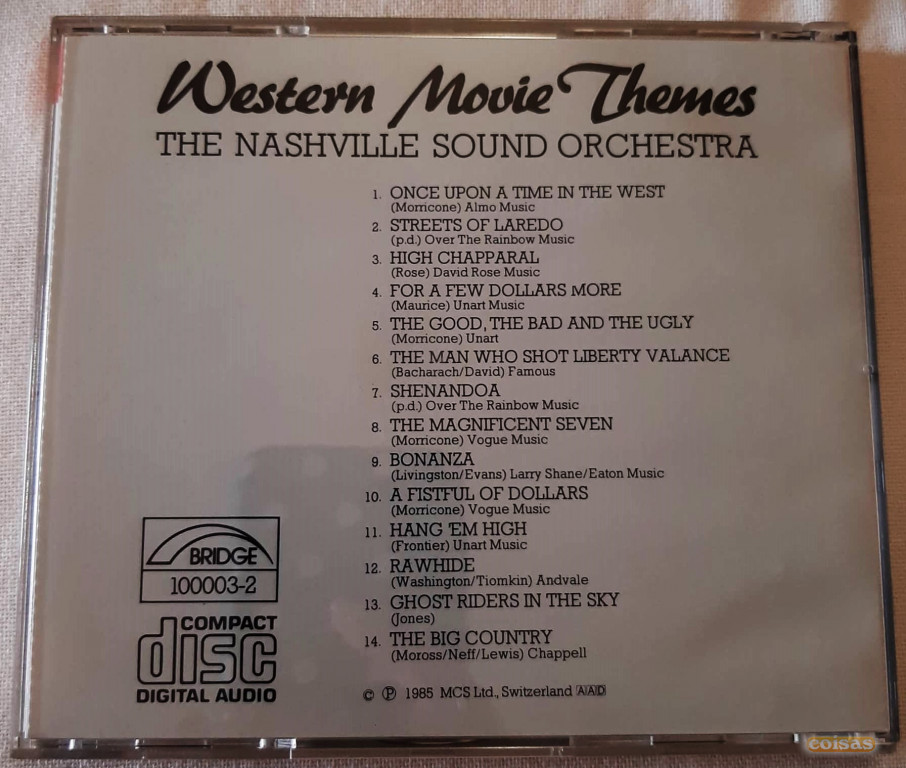 Western Movie Themes
THE NASHVILLE SOUND ORCHESTRA
1. ONCE UPON A TIME IN THE WEST
(Morricone) Almo Music
2. STREETS OF LAREDO
(p.d.) Over The Rainbow Music
3. HIGH CHAPPARAL
(Rose) David Rose Music
4. FOR A FEW DOLLARS MORE
(Maurice) Unart Music
5. THE GOOD, THE BAD AND THE UGLY
(Morricone) Unart
6. THE MAN WHO SHOT LIBERTY VALANCE
(Bacharach/David) Famous
7. SHENANDOA
(p.d.) Over The Rainbow Music
8. THE MAGNIFICENT SEVEN
(Morricone) Vogue Music
9. BONANZA
(Livingston/Evans) Larry Shane/Eaton Music
10. A FISTFUL OF DOLLARS
(Morricone) Vogue Music
11. HANG 'EM HIGH
(Frontier) Unart Music
12. RAWHIDE
(Washington/Tiomkin) Andvale
13. GHOST RIDERS IN THE SKY
(Jones)
14. THE BIG COUNTRY
(Moross/Neff/Lewis) Chappell
BRIDGE
100003-2
COMPACT
disc
DIGITAL AUDIO
© ℗ 1985 MCS Ltd., Switzerland AAD
coisas